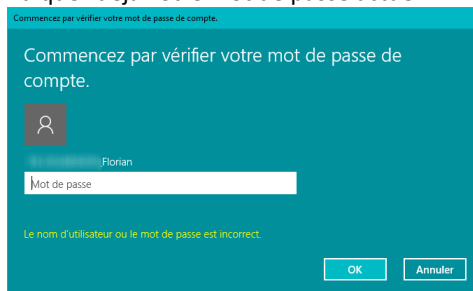 Commencez par vérifier votre mot de passe de compte.
Commencez par vérifier votre mot de passe de
compte.
Florian
Mot de passe
Le nom d'utilisateur ou le mot de passe est incorrect.
OK Annuler